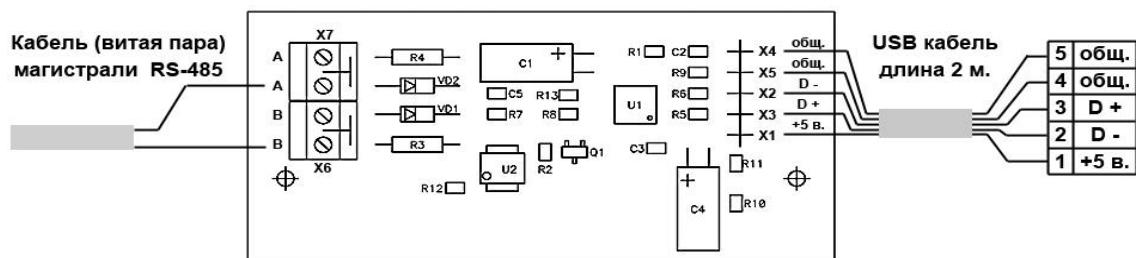 Кабель (витая пара)
магистрали RS-485
X7
A
A
B
B
X6
R4
VD2
VD1
R3
C1
C5
R13
R7
R8
R12
U2
R2
Q1
R1
C2
R9
R6
R5
U1
C3
C4
R11
R10
X4 общ.
X5 общ.
X2 D -
X3 D +
X1 +5 в.
USB кабель
длина 2 м.
5 общ.
4 общ.
3 D +
2 D -
1 +5 в.